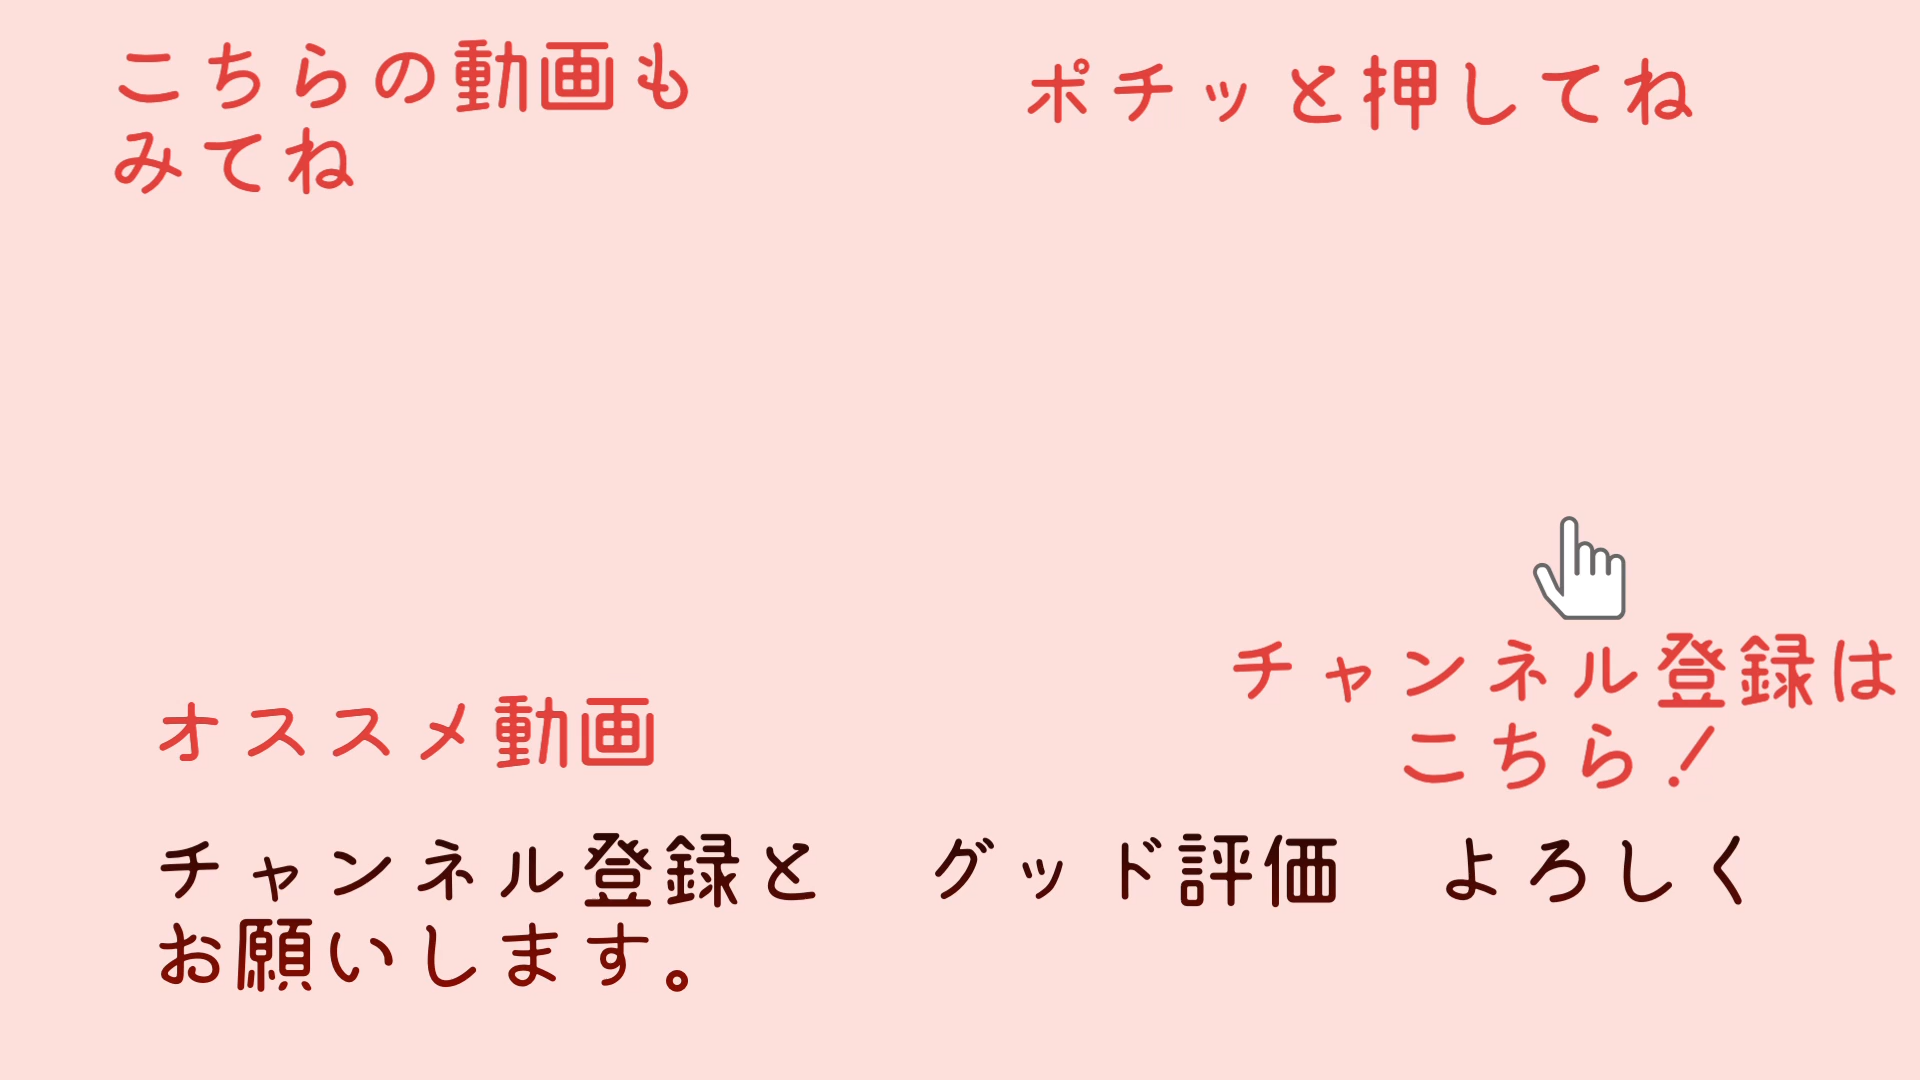 こちらの動画も
みてね
ポチッと押してね
オススメ動画
チャンネル登録は
こちら！
チャンネル登録と　グッド評価　よろしく
お願いします。